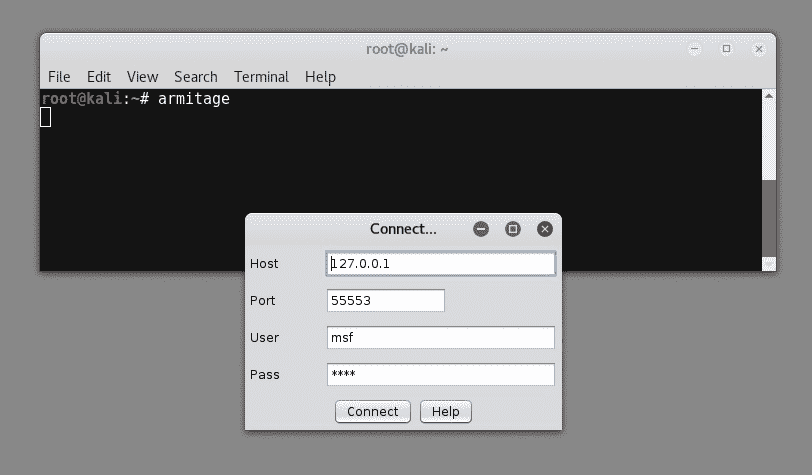 root@kali: ~
File Edit View Search Terminal Help
root@kali:~# armitage
Connect...
Host 127.0.0.1
Port 55553
User msf
Pass ****
Connect Help